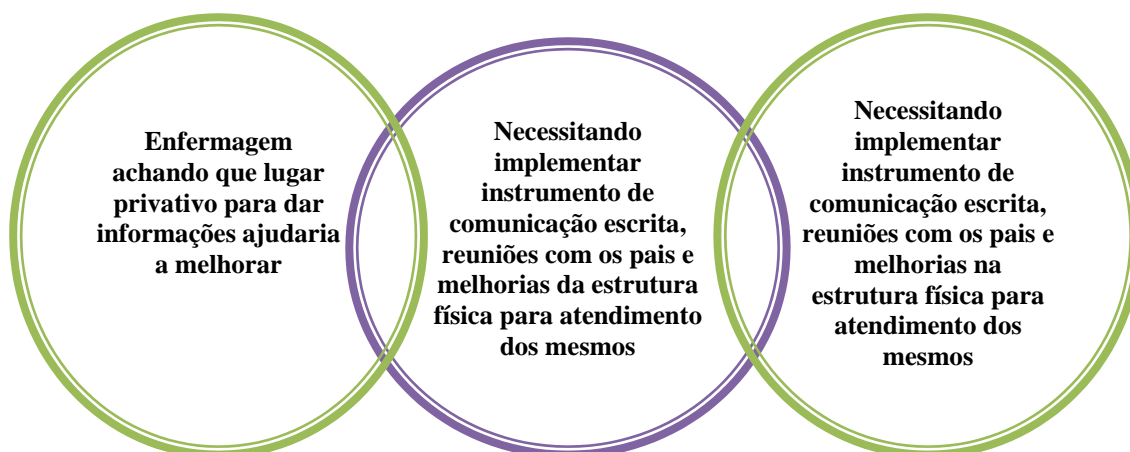 Enfermagem
achando que lugar
privativo para dar
informações ajudaria
a melhorar
Necessitando
implementar
instrumento de
comunicação escrita,
reuniões com os pais e
melhorias da estrutura
física para atendimento
dos mesmos
Necessitando
implementar
instrumento de
comunicação escrita,
reuniões com os pais e
melhorias na
estrutura física para
atendimento dos
mesmos